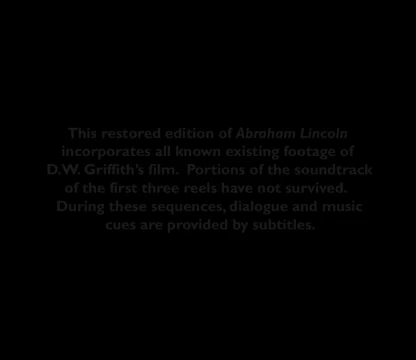 This restored edition of Abraham Lincoln
incorporates all known existing footage of
D.W. Griffith's film. Portions of the soundtrack
of the first three reels have not survived.
During these sequences, dialogue and music
cues are provided by subtitles.